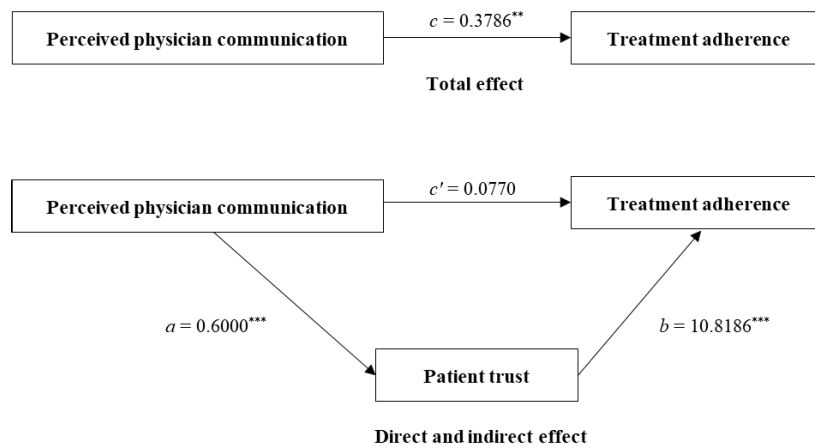 c = 0.3786**
Perceived physician communication
Treatment adherence
Total effect
c' = 0.0770
Perceived physician communication
Treatment adherence
a = 0.6000***
b = 10.8186***
Patient trust
Direct and indirect effect